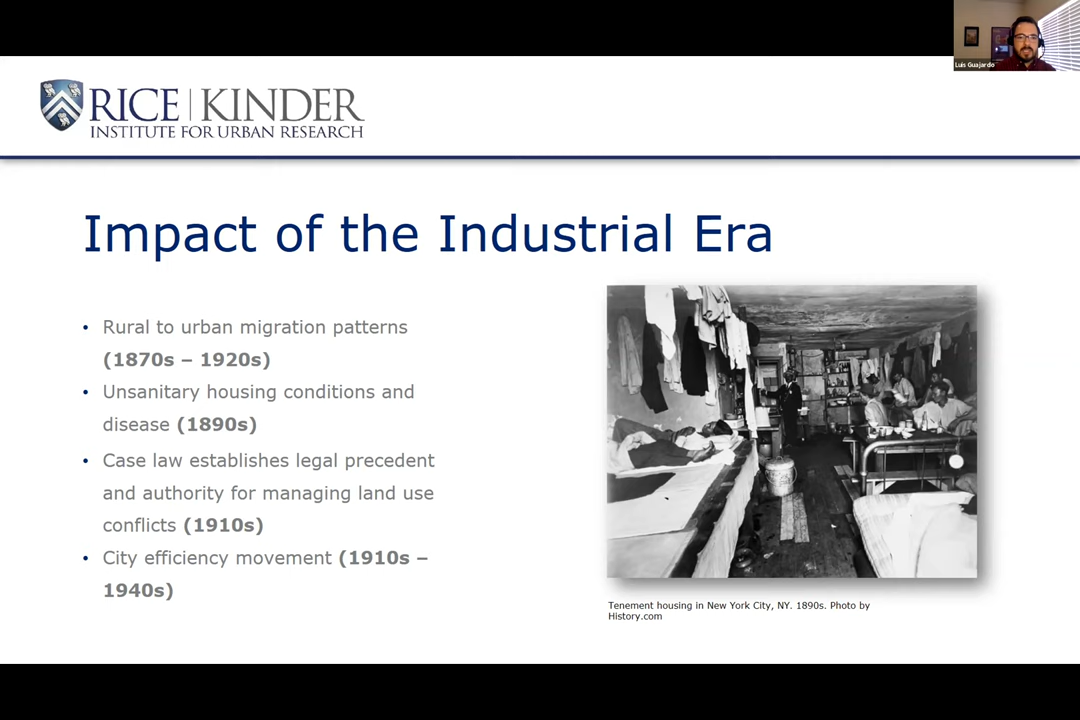 Luis Guajardo
RICE | KINDER
INSTITUTE FOR URBAN RESEARCH
Impact of the Industrial Era
• Rural to urban migration patterns
(1870s – 1920s)
• Unsanitary housing conditions and
disease (1890s)
• Case law establishes legal precedent
and authority for managing land use
conflicts (1910s)
• City efficiency movement (1910s –
1940s)
Tenement housing in New York City, NY. 1890s. Photo by
History.com